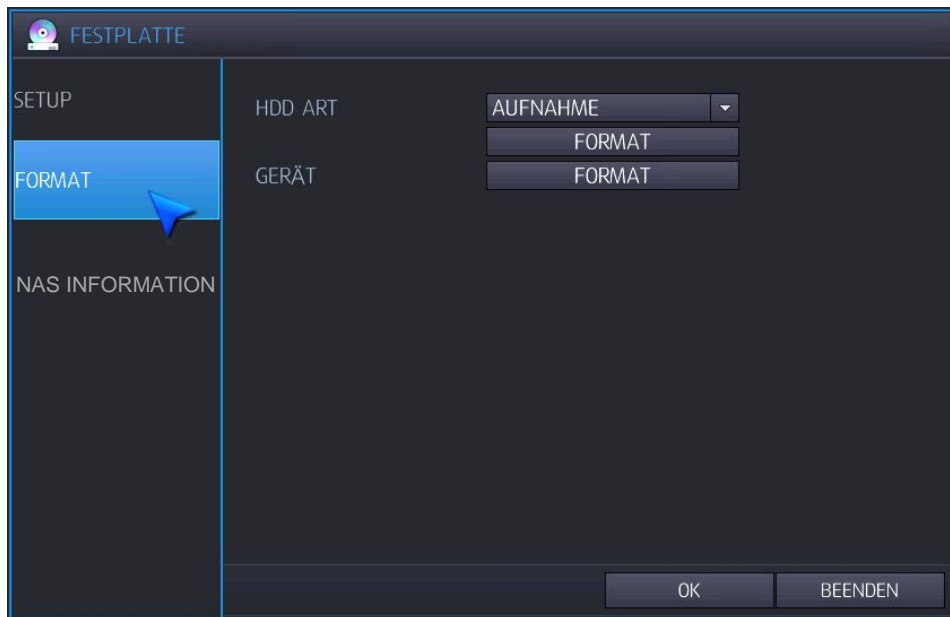 FESTPLATTE
SETUP
FORMAT
NAS INFORMATION
HDD ART AUFNAHME
FORMAT
GERÄT FORMAT
OK BEENDEN